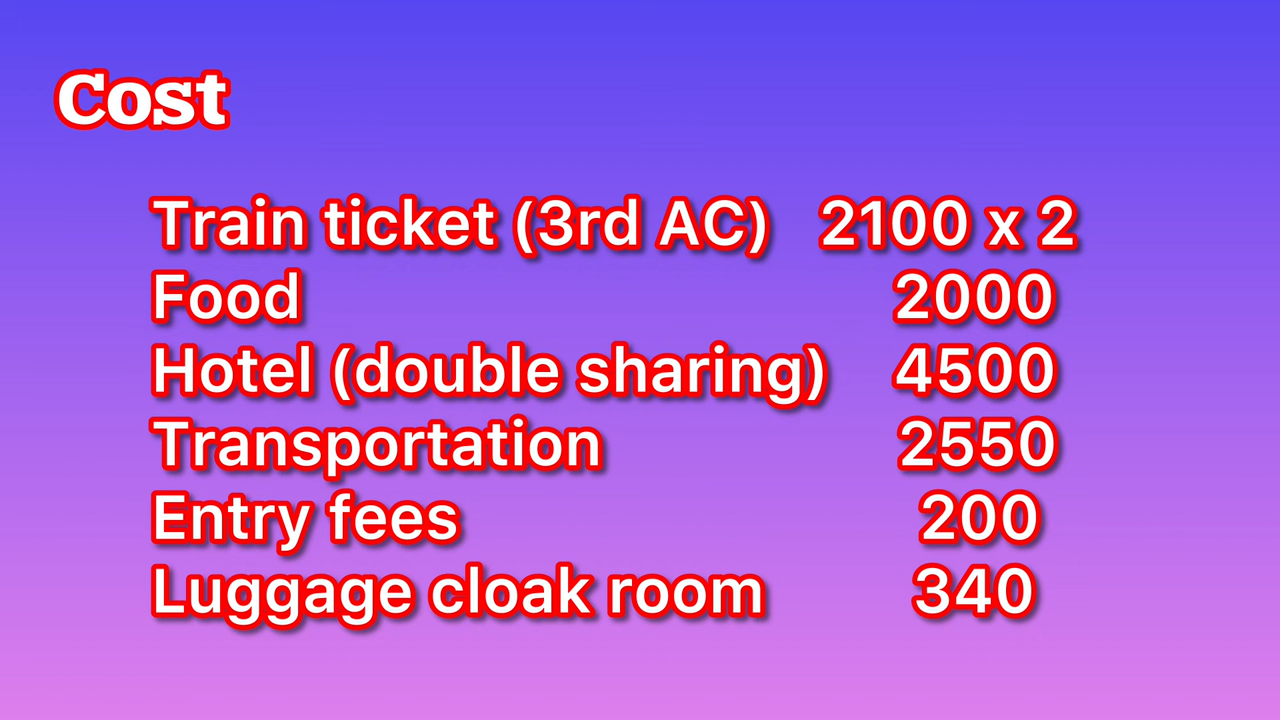 Cost
Train ticket (3rd AC) 2100 x 2
Food 2000
Hotel (double sharing) 4500
Transportation 2550
Entry fees 200
Luggage cloak room 340